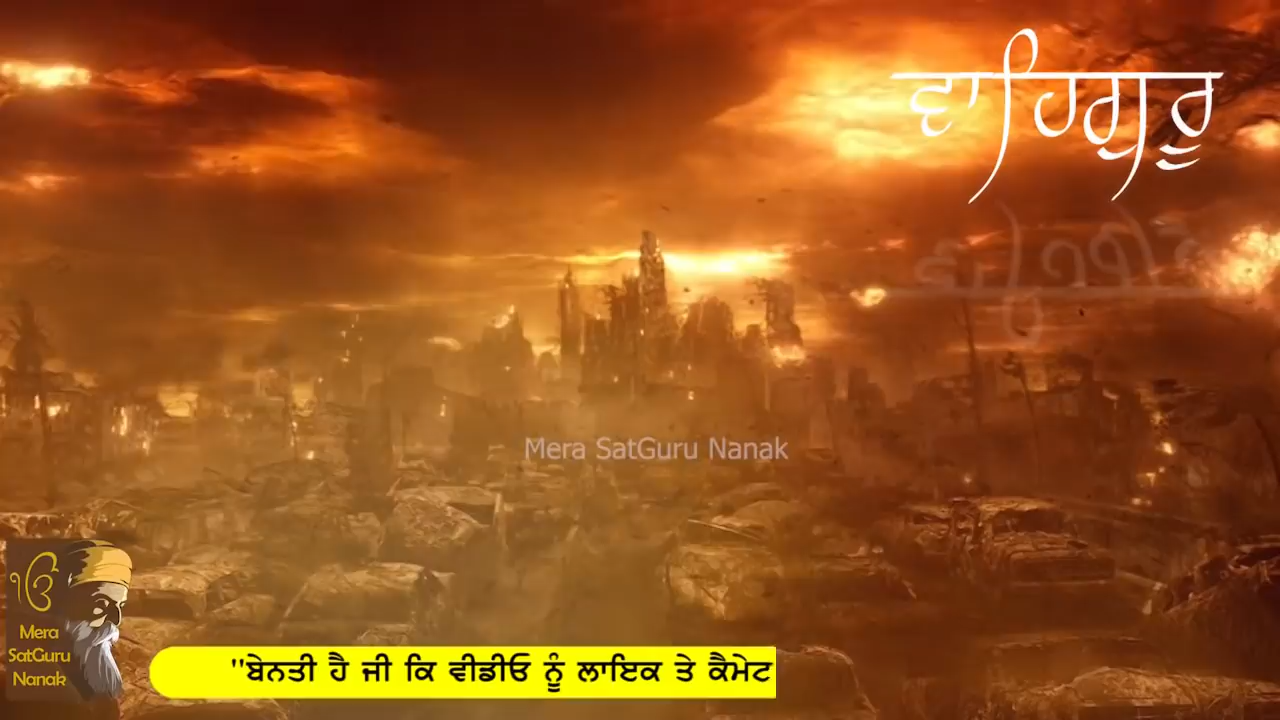 ਵਾਹਿਗੁਰੂ
Mera SatGuru Nanak
ੴ
Mera
SatGuru
Nanak
"ਬੇਨਤੀ ਹੈ ਜੀ ਕਿ ਵੀਡੀਓ ਨੂੰ ਲਾਇਕ ਤੇ ਕੈਮੇਟ